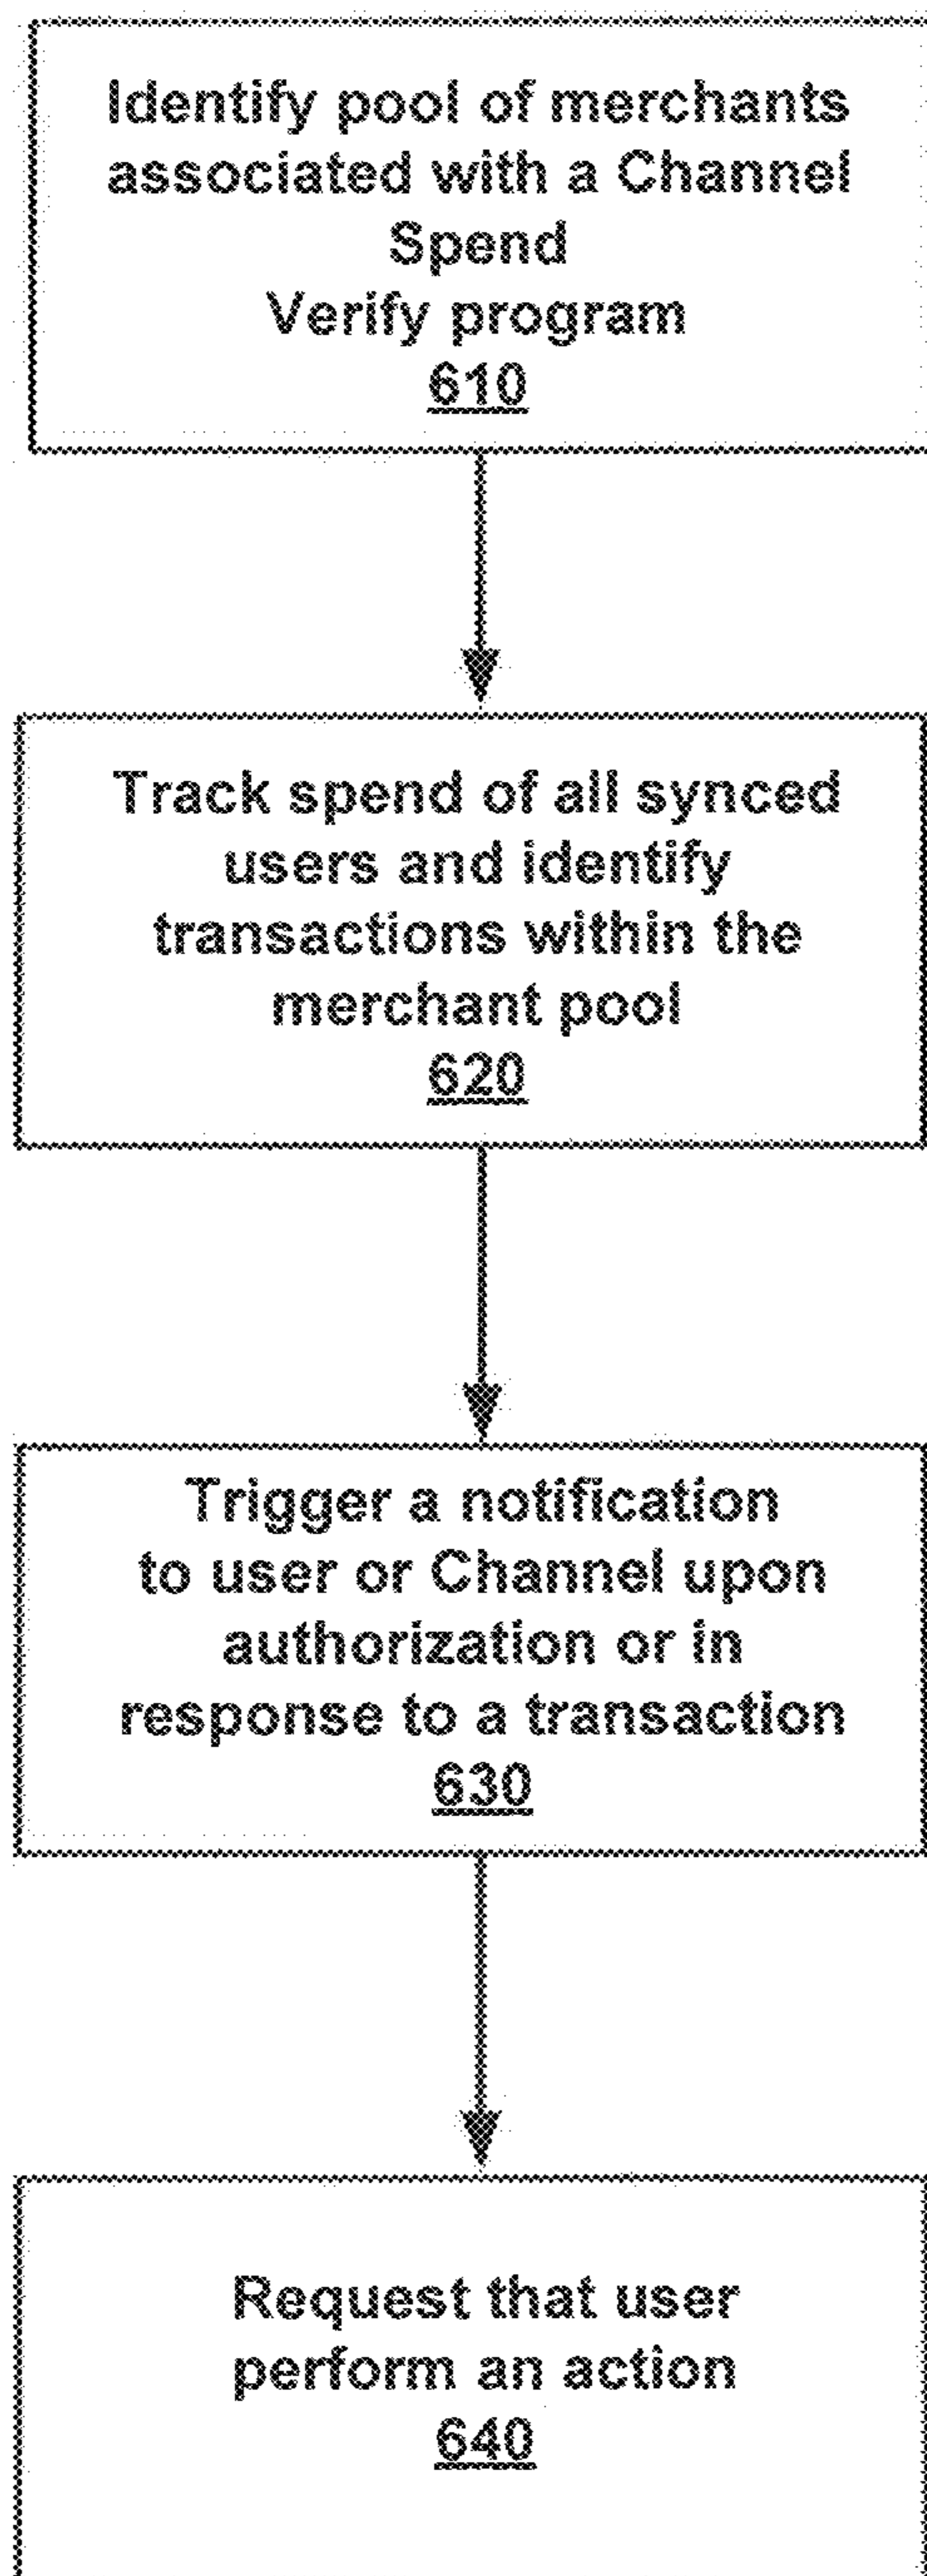 Identify pool of merchants
associated with a Channel
Spend
Verify program
610
Track spend of all synced
users and identify
transactions within the
merchant pool
620
Trigger a notification
to user or Channel upon
authorization or in
response to a transaction
630
Request that user
perform an action
640